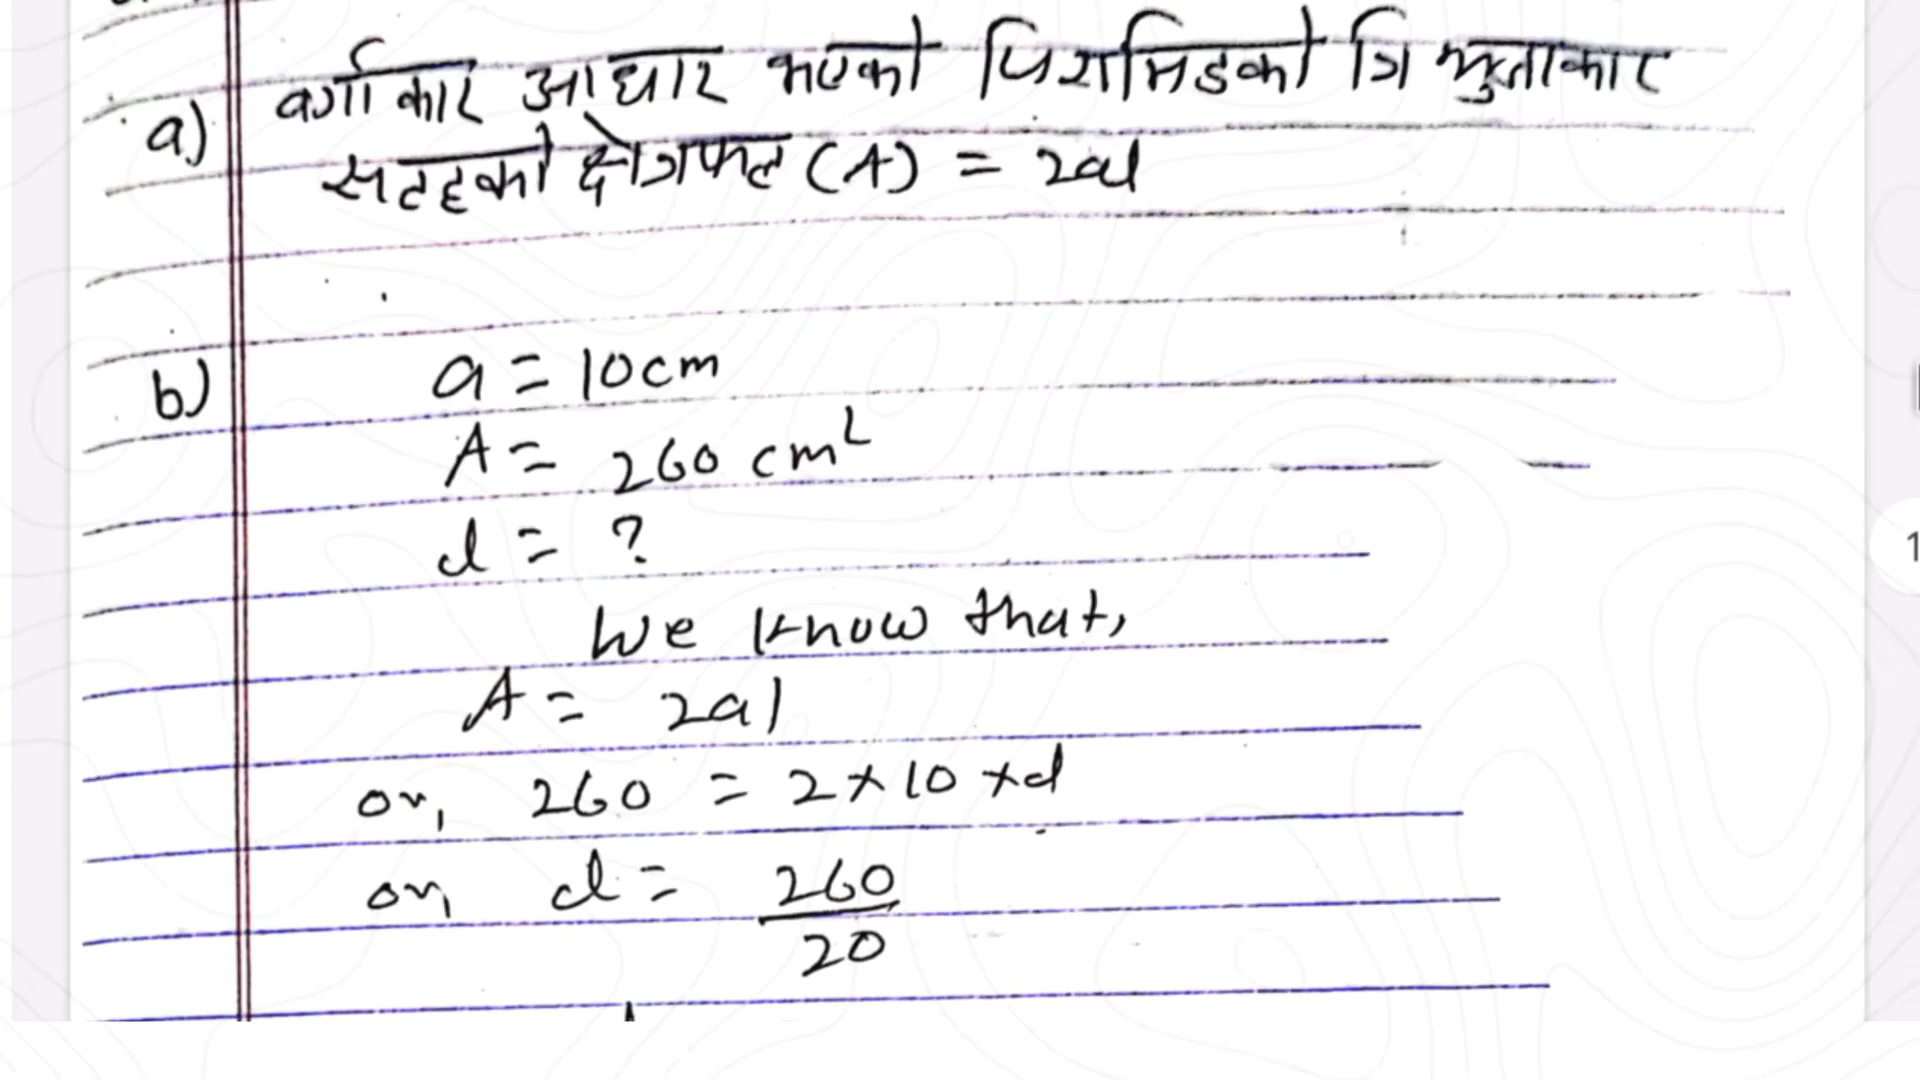 a) वर्गाकार आधार भएको पिरामिडको त्रिभुजाकार
सतहको क्षेत्रफल (A) = 2al
b) a = 10cm
A = 260 cm²
l = ?
We know that,
A = 2al
or, 260 = 2×10×l
or, l = 260/20
1